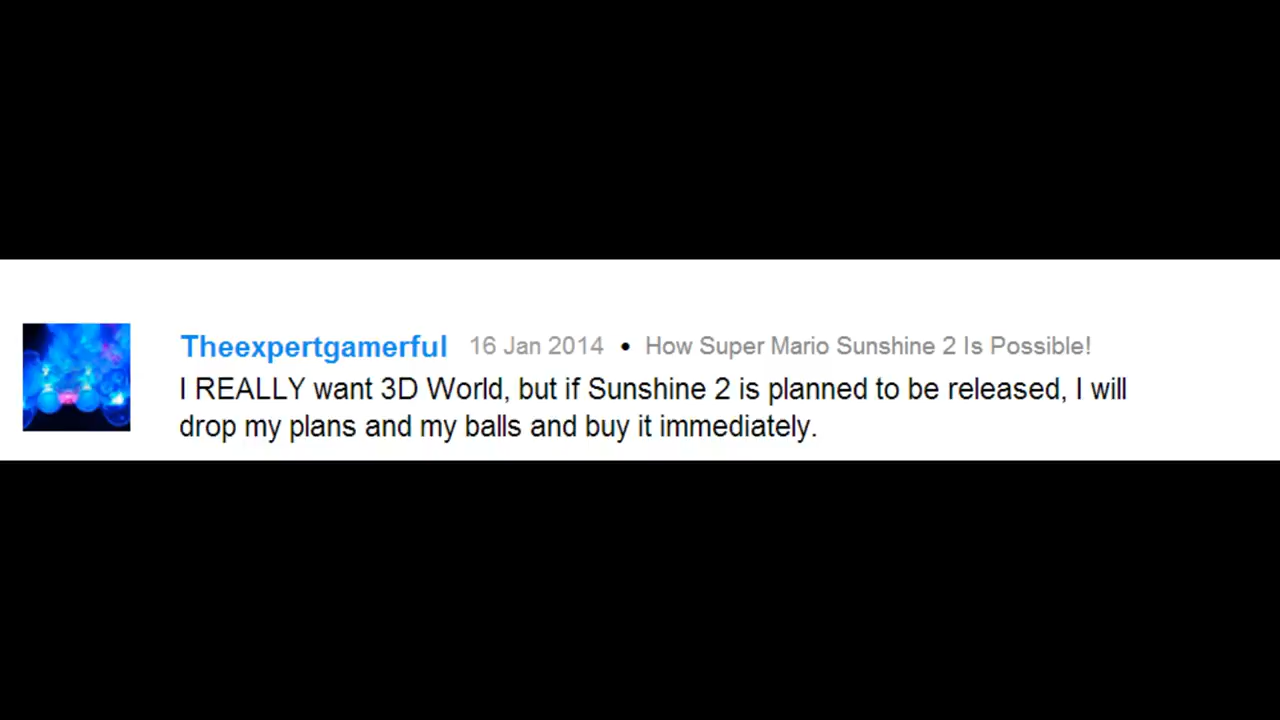 Theexpertgamerful 16 Jan 2014 • How Super Mario Sunshine 2 Is Possible!
I REALLY want 3D World, but if Sunshine 2 is planned to be released, I will
drop my plans and my balls and buy it immediately.